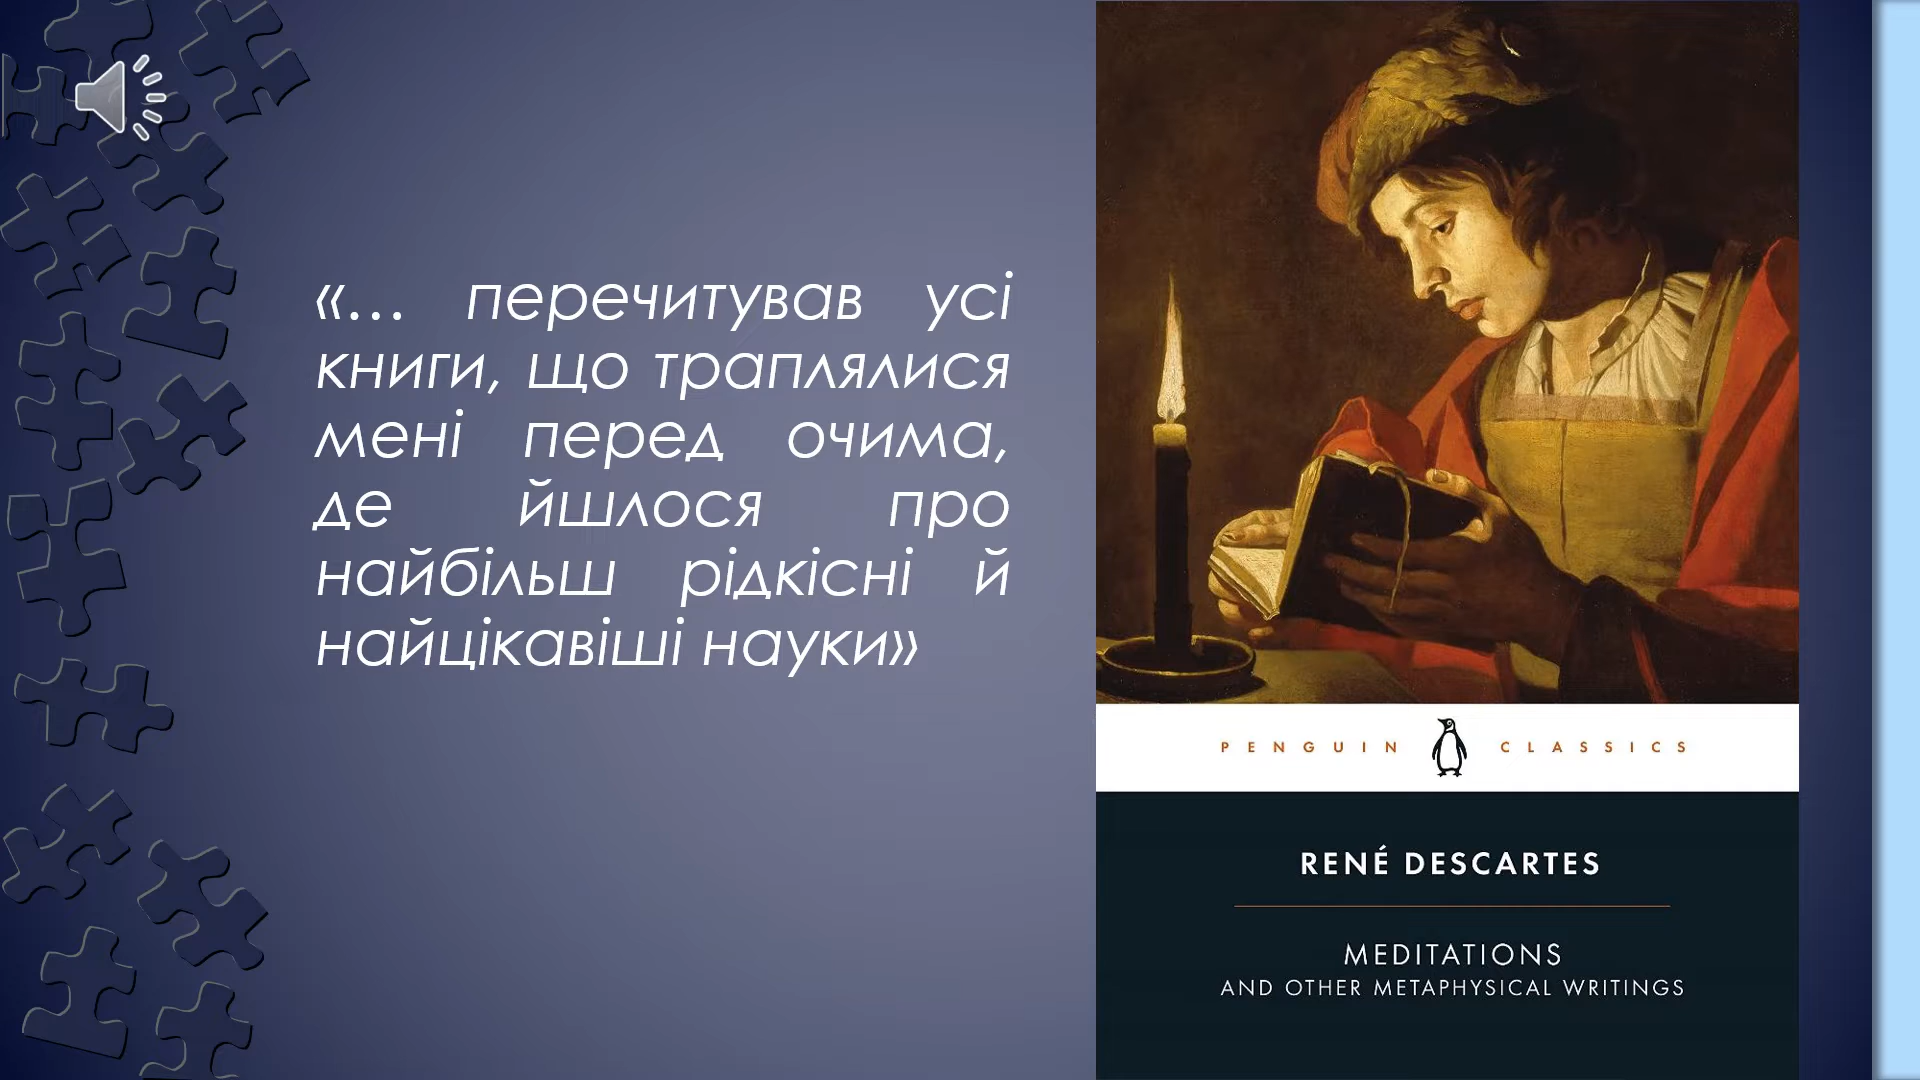 «... перечитував усі
книги, що траплялися
мені перед очима,
де йшлося про
найбільш рідкісні й
найцікавіші науки»
PENGUIN CLASSICS
RENÉ DESCARTES
MEDITATIONS
AND OTHER METAPHYSICAL WRITINGS